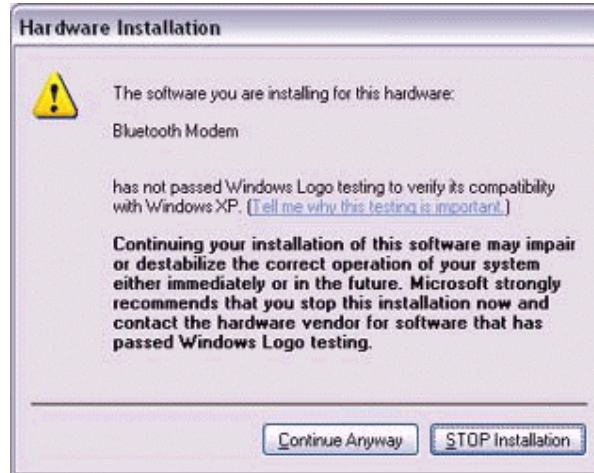 Hardware Installation
The software you are installing for this hardware:
Bluetooth Modem
has not passed Windows Logo testing to verify its compatibility
with Windows XP. (Tell me why this testing is important.)
Continuing your installation of this software may impair
or destabilize the correct operation of your system
either immediately or in the future. Microsoft strongly
recommends that you stop this installation now and
contact the hardware vendor for software that has
passed Windows Logo testing.
Continue Anyway STOP Installation